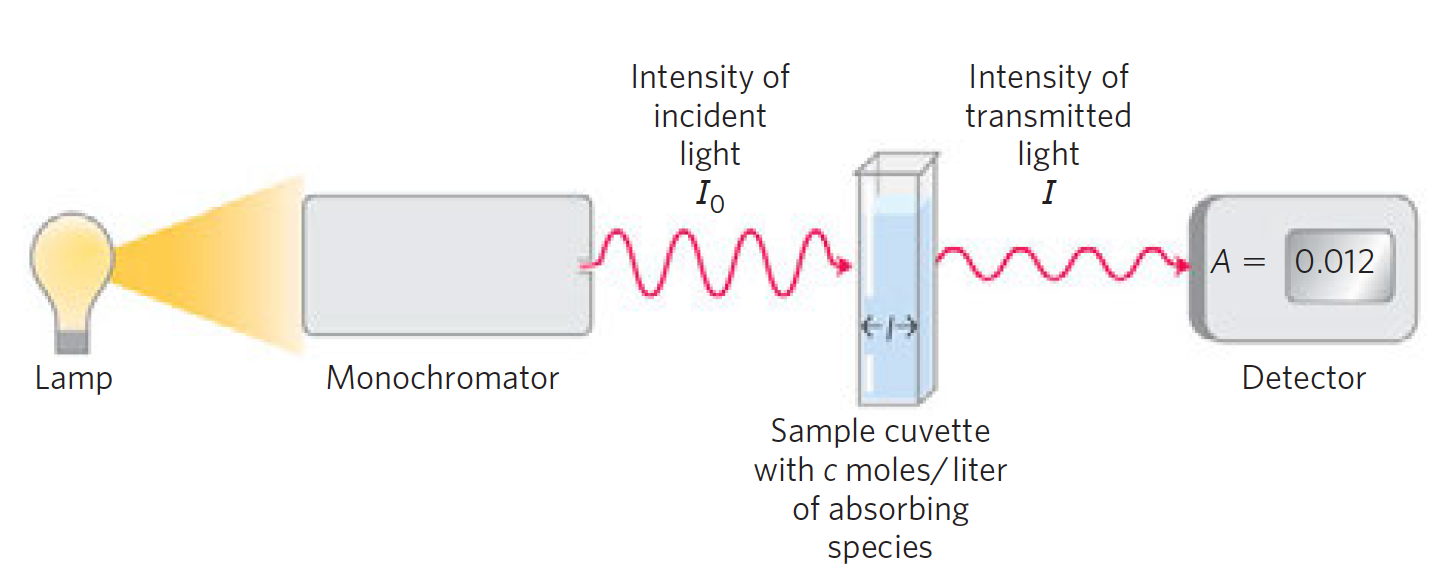 Intensity of
incident
light
I₀
Intensity of
transmitted
light
I
A = 0.012
l
Lamp
Monochromator
Detector
Sample cuvette
with c moles/liter
of absorbing
species